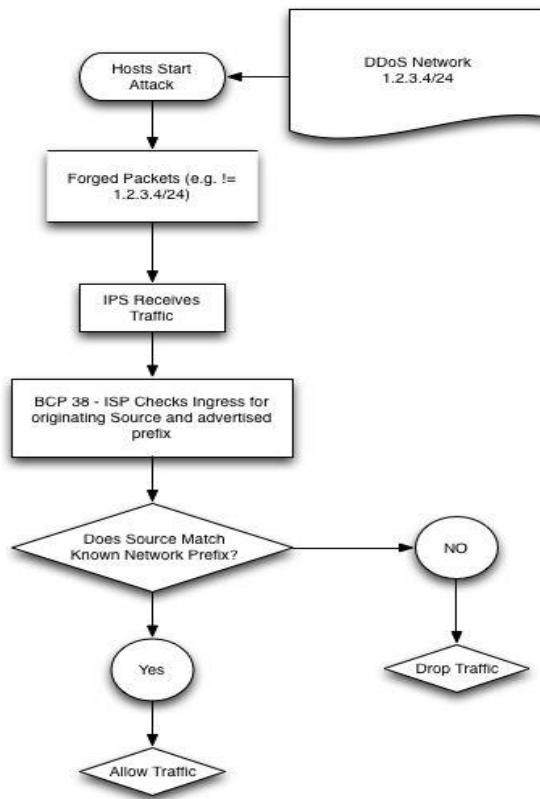 Hosts Start
Attack
DDoS Network
1.2.3.4/24
Forged Packets (e.g. !=
1.2.3.4/24)
IPS Receives
Traffic
BCP 38 - ISP Checks Ingress for
originating Source and advertised
prefix
Does Source Match
Known Network Prefix?
NO
Yes
Drop Traffic
Allow Traffic